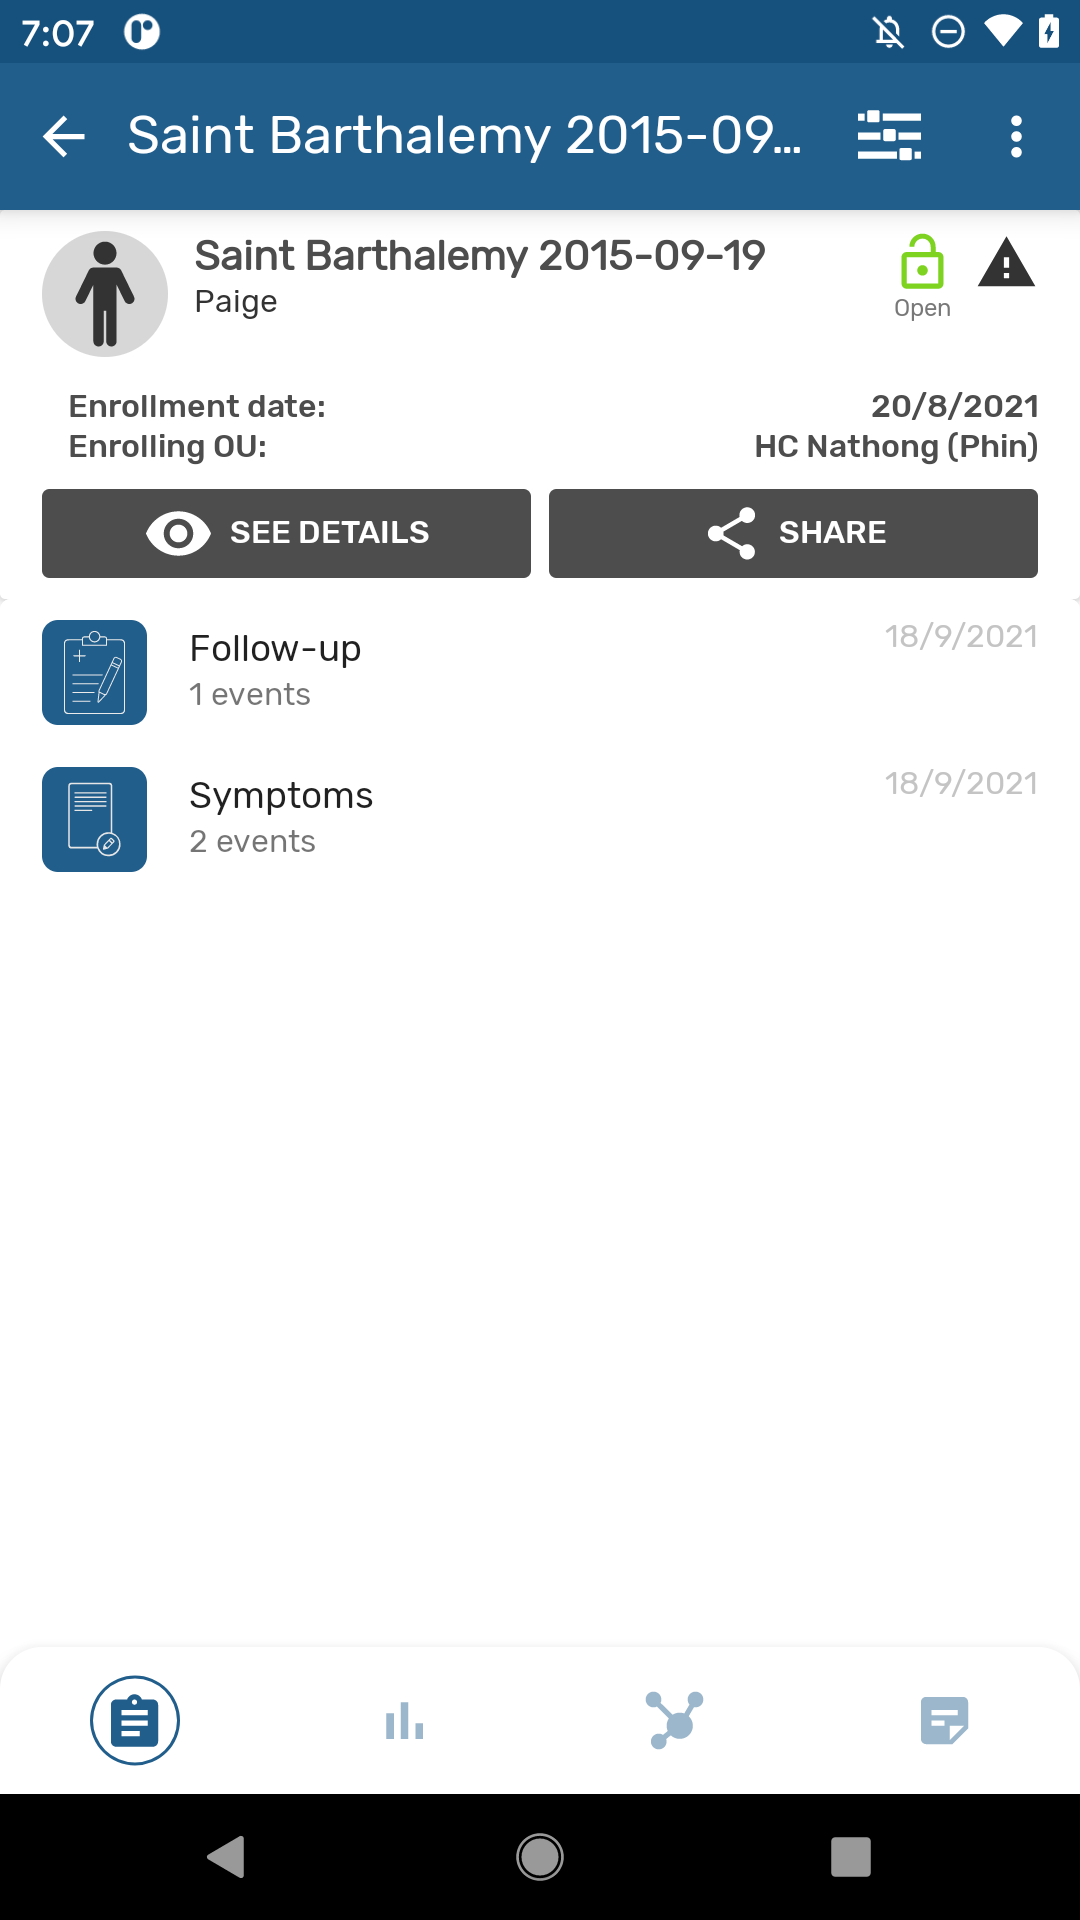 7:07
Saint Barthalemy 2015-09...
Saint Barthalemy 2015-09-19
Paige
Open
Enrollment date: 20/8/2021
Enrolling OU: HC Nathong (Phin)
SEE DETAILS SHARE
Follow-up 18/9/2021
1 events
Symptoms 18/9/2021
2 events